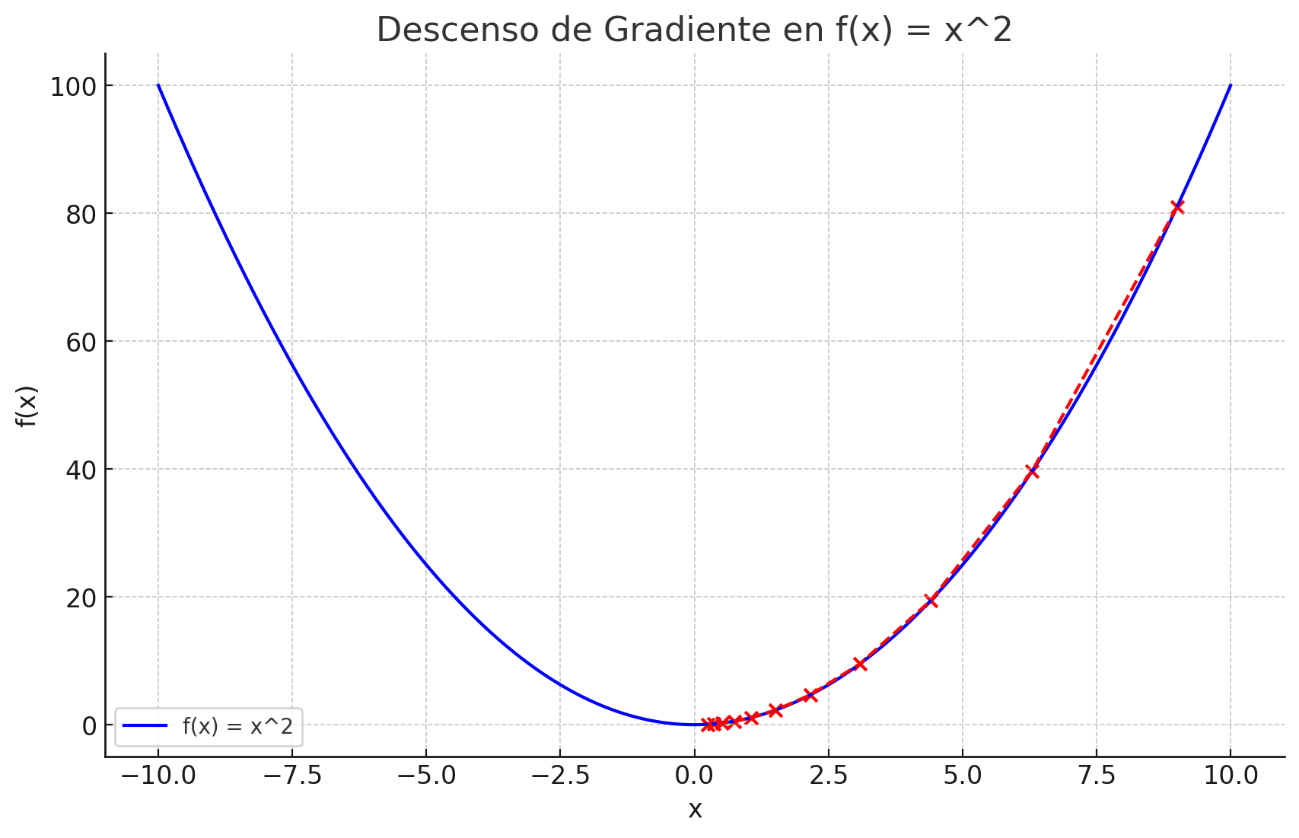 Descenso de Gradiente en f(x) = x^2
100
80
60
40
20
0
f(x)
f(x) = x^2
−10.0 −7.5 −5.0 −2.5 0.0 2.5 5.0 7.5 10.0
x